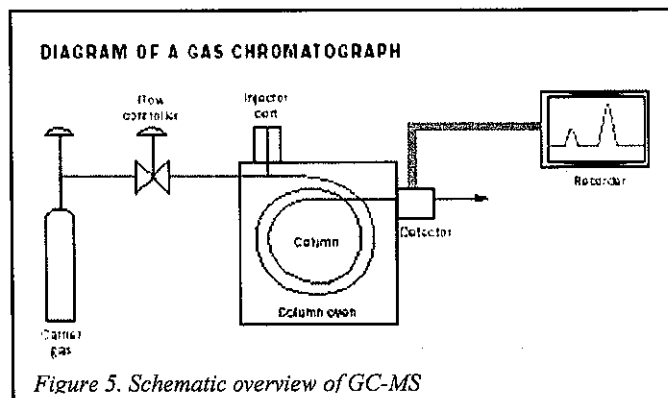 DIAGRAM OF A GAS CHROMATOGRAPH
Flow
controller
Injector
port
Recorder
Column
Detector
Column oven
Carrier
gas
Figure 5. Schematic overview of GC-MS